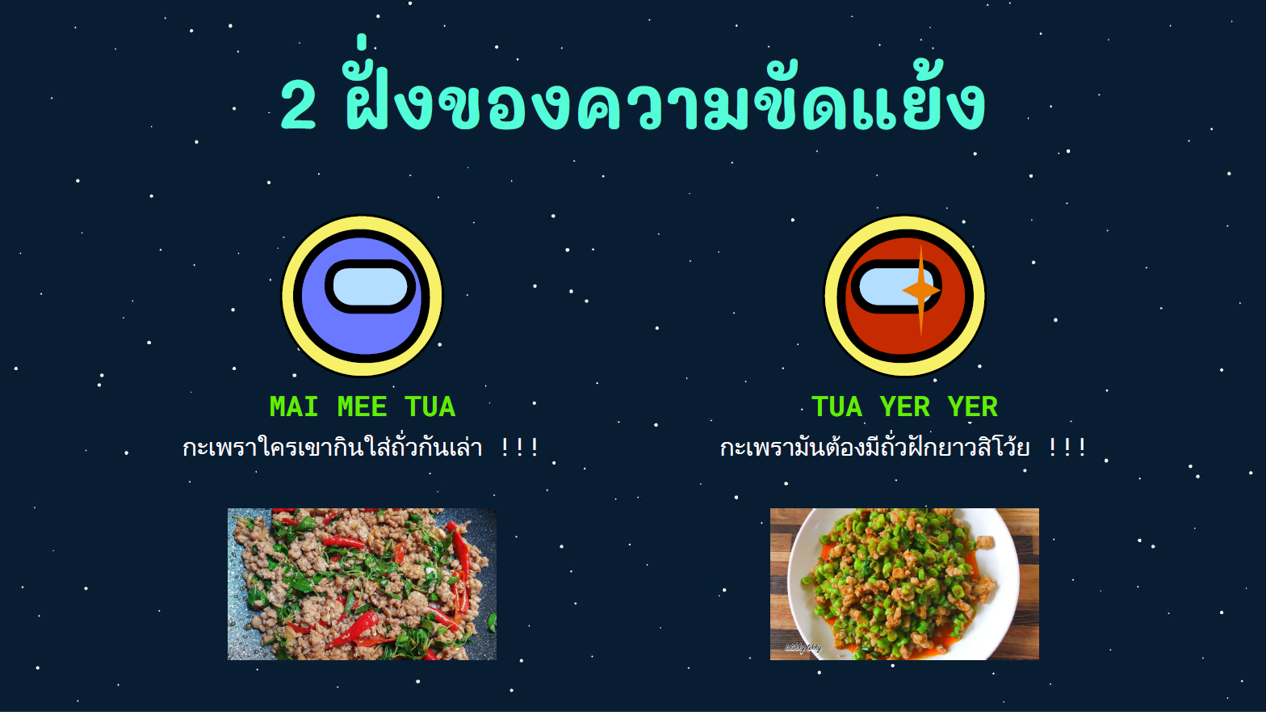 2 ฝั่งของความขัดแย้ง
MAI MEE TUA
TUA YER YER
กะเพราใครเขากินใส่ถั่วกันเล่า !!!
กะเพรามันต้องมีถั่วฝักยาวสิโว้ย !!!